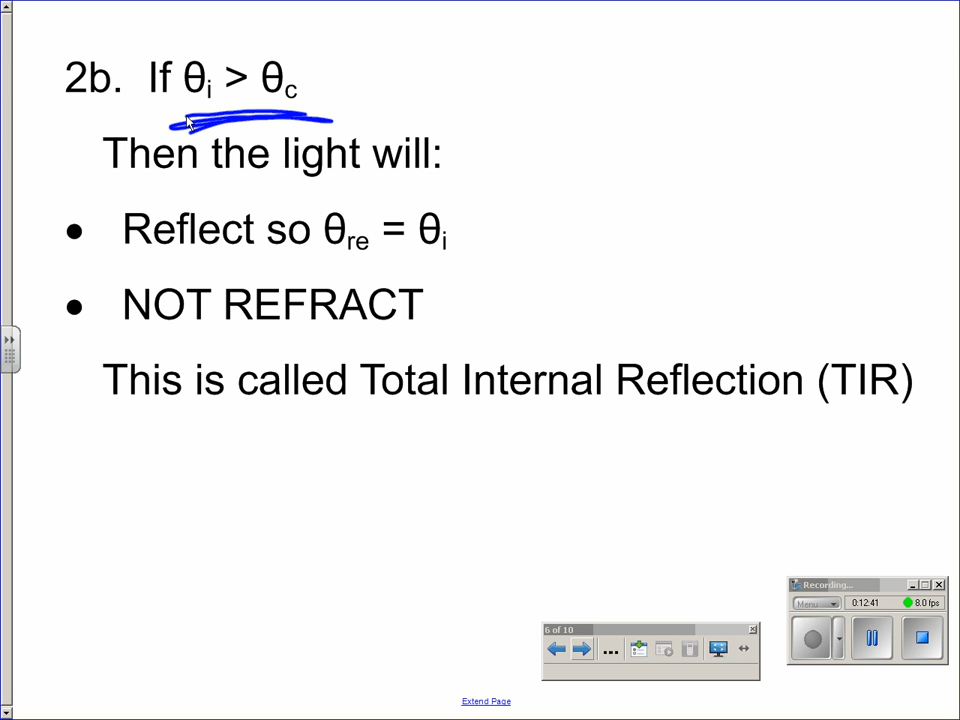 2b. If θi > θc
Then the light will:
• Reflect so θre = θi
• NOT REFRACT
This is called Total Internal Reflection (TIR)
Recording...
Menu 0:12:41 8.0 fps
6 of 10
...
Extend Page